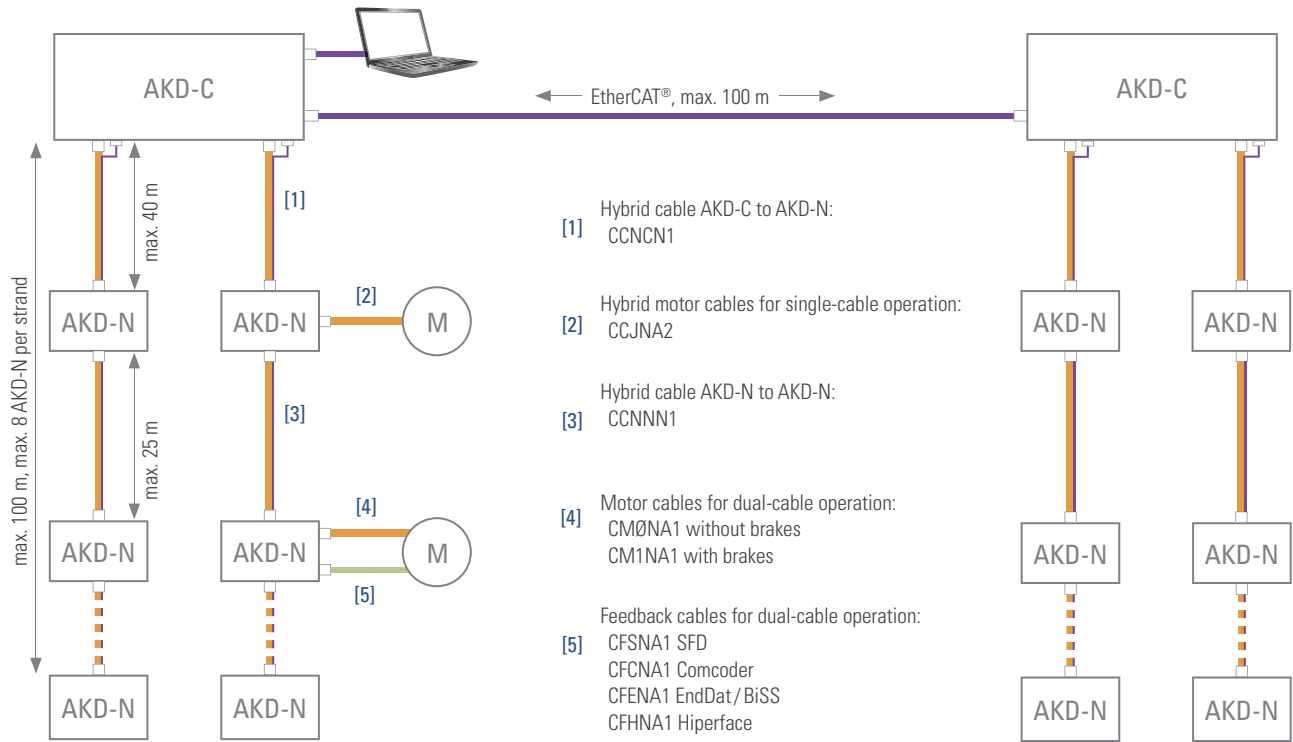 AKD-C
EtherCAT®, max. 100 m
AKD-C
max. 100 m, max. 8 AKD-N per strand
max. 40 m
[1]
[1]
Hybrid cable AKD-C to AKD-N:
CCNCN1
AKD-N
AKD-N
[2]
M
[2]
Hybrid motor cables for single-cable operation:
CCJNA2
AKD-N
AKD-N
max. 25 m
[3]
[3]
Hybrid cable AKD-N to AKD-N:
CCNNN1
AKD-N
AKD-N
[4]
[5]
M
[4]
Motor cables for dual-cable operation:
CMØNA1 without brakes
CM1NA1 with brakes
AKD-N
AKD-N
[5]
Feedback cables for dual-cable operation:
CFSNA1 SFD
CFCNA1 Comcoder
CFENA1 EndDat / BiSS
CFHNA1 Hiperface
AKD-N
AKD-N
AKD-N
AKD-N